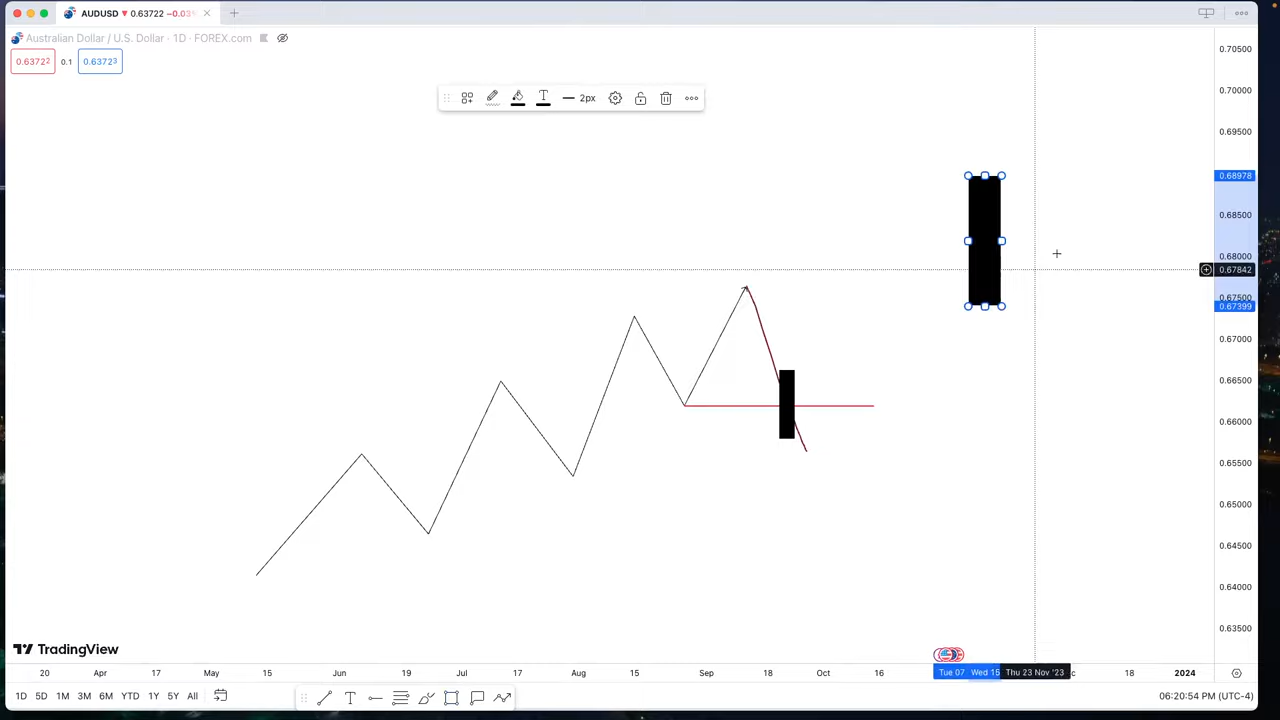 AUDUSD ▼ 0.63722 −0.03%
Australian Dollar / U.S. Dollar · 1D · FOREX.com
0.63722 0.1 0.63723
T 2px
0.70500
0.70000
0.69500
0.68978
0.68500
0.68000
0.67842
0.67500
0.67399
0.67000
0.66500
0.66000
0.65500
0.65000
0.64500
0.64000
0.63500
TradingView
20 Apr 17 May 17 Jun 19 Jul 17 Aug 14 Sep 18 Oct 16 Tue 07 Wed 15 Thu 23 Nov '23 c 18 2024
1D 5D 1M 3M 6M YTD 1Y 5Y All
T
06:20:54 PM (UTC-4)